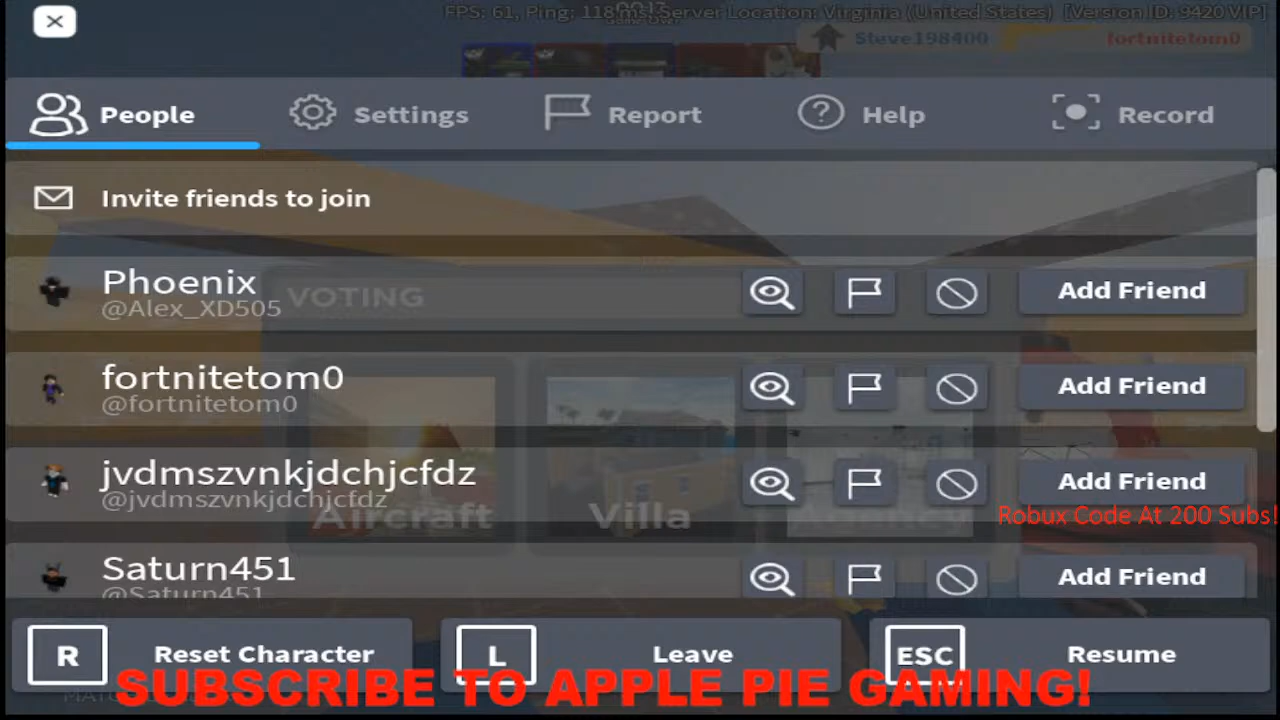 FPS: 61, Ping: 118 ms, Server Location: Virginia (United States) [Version ID: 9420 VIP]
Steve198400
fortnitetom0
People
Settings
Report
Help
Record
Invite friends to join
Phoenix
@Alex_XD505
Add Friend
VOTING
fortnitetom0
@fortnitetom0
Add Friend
jvdmszvnkjdchjcfdz
@jvdmszvnkjdchjcfdz
Add Friend
Aircraft
Villa
Robux Code At 200 Subs!
Saturn451
@Saturn451
Add Friend
R
Reset Character
L
Leave
ESC
Resume
SUBSCRIBE TO APPLE PIE GAMING!